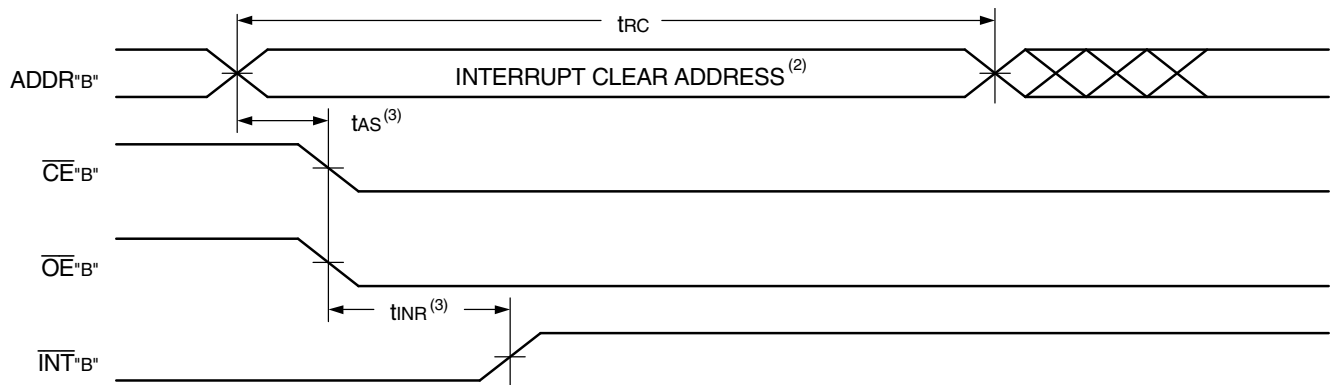 tRC
ADDR"B"
INTERRUPT CLEAR ADDRESS(2)
tAS(3)
CE"B"
OE"B"
tINR(3)
INT"B"